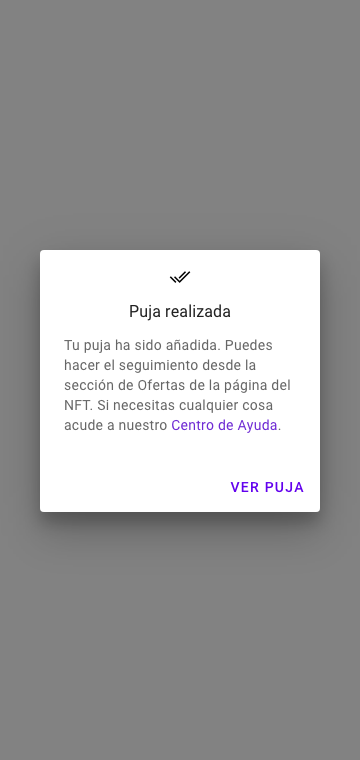 Puja realizada
Tu puja ha sido añadida. Puedes
hacer el seguimiento desde la
sección de Ofertas de la página del
NFT. Si necesitas cualquier cosa
acude a nuestro Centro de Ayuda.
VER PUJA